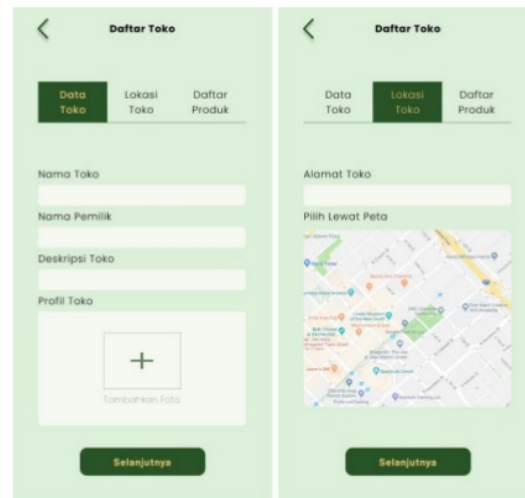 Daftar Toko
Data Toko
Lokasi Toko
Daftar Produk
Nama Toko
Nama Pemilik
Deskripsi Toko
Profil Toko
+
Tambahkan Foto
Selanjutnya
Daftar Toko
Data Toko
Lokasi Toko
Daftar Produk
Alamat Toko
Pilih Lewat Peta
Selanjutnya